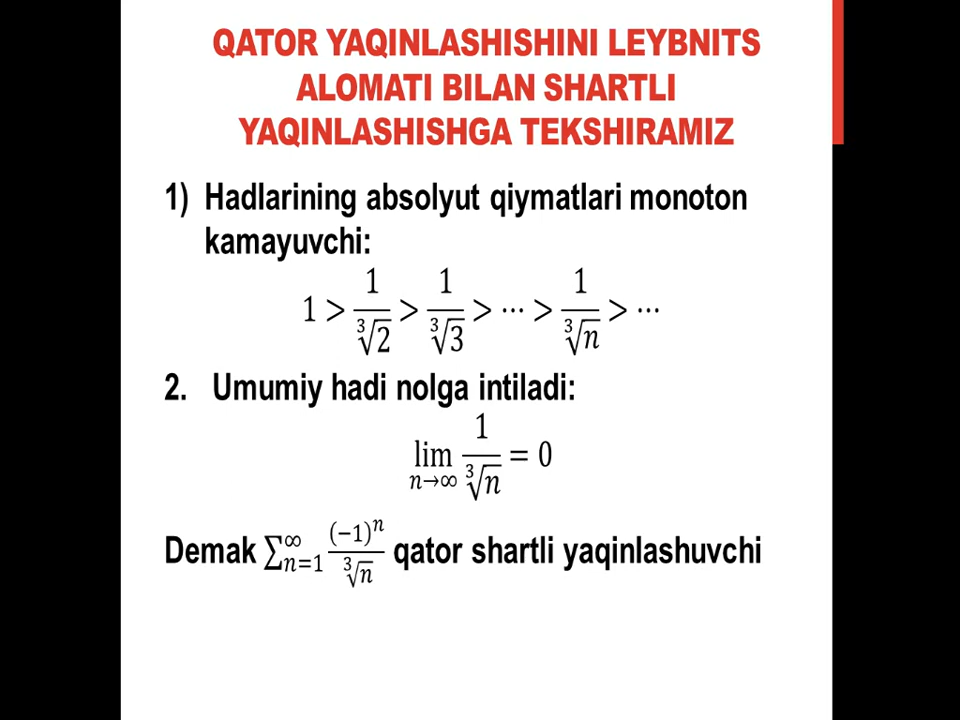 QATOR YAQINLASHISHINI LEYBNITS
ALOMATI BILAN SHARTLI
YAQINLASHISHGA TEKSHIRAMIZ
1) Hadlarining absolyut qiymatlari monoton
kamayuvchi:
1 > 1/∛2 > 1/∛3 > ⋯ > 1/∛n > ⋯
2. Umumiy hadi nolga intiladi:
lim n→∞ 1/∛n = 0
Demak ∑_{n=1}^{∞} (−1)^n/∛n qator shartli yaqinlashuvchi